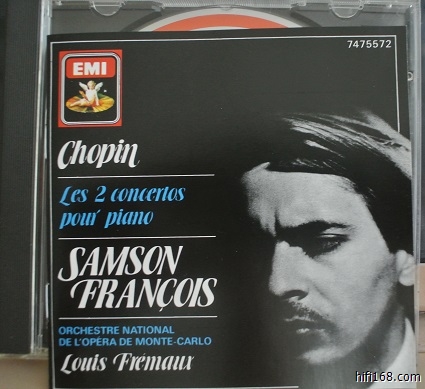 7475572
EMI
Chopin
Les 2 concertos
pour piano
SAMSON
FRANÇOIS
ORCHESTRE NATIONAL
DE L'OPÉRA DE MONTE-CARLO
Louis Frémaux
hifi168.com